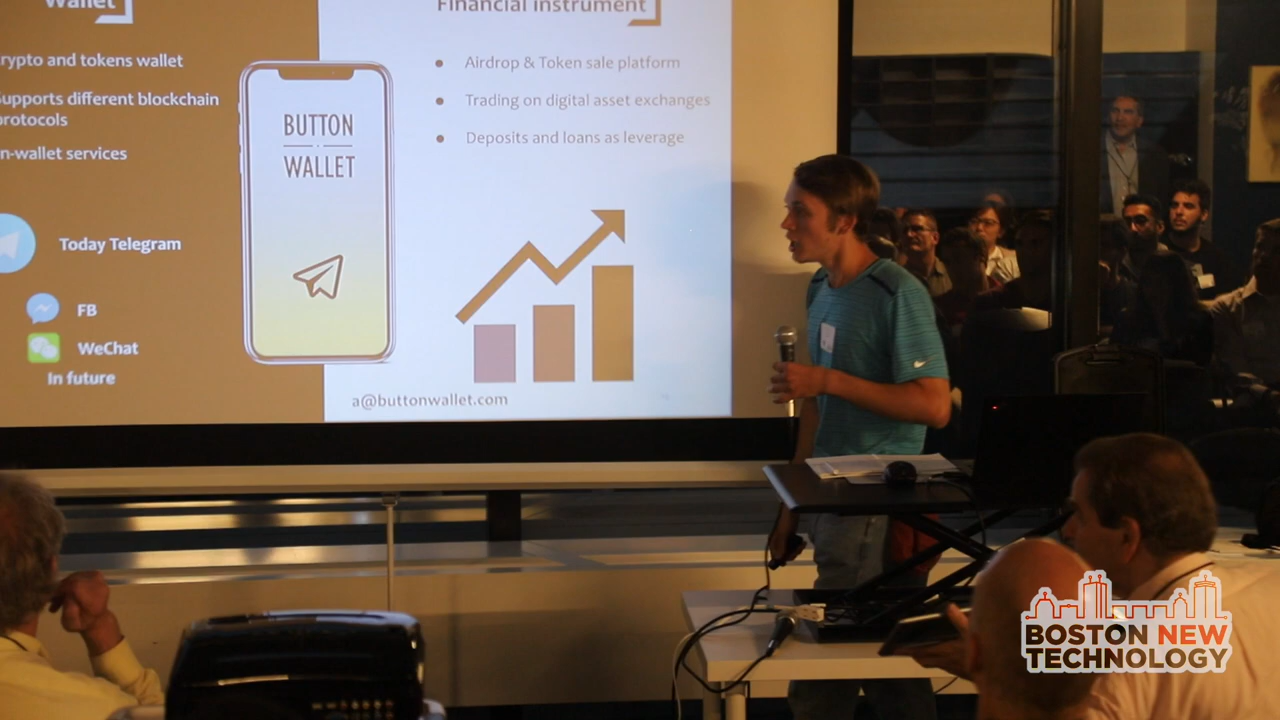 Wallet
rypto and tokens wallet
Supports different blockchain
protocols
n-wallet services
Today Telegram
FB
WeChat
In future
BUTTON
WALLET
Financial instrument
Airdrop & Token sale platform
Trading on digital asset exchanges
Deposits and loans as leverage
a@buttonwallet.com
BOSTON NEW
TECHNOLOGY